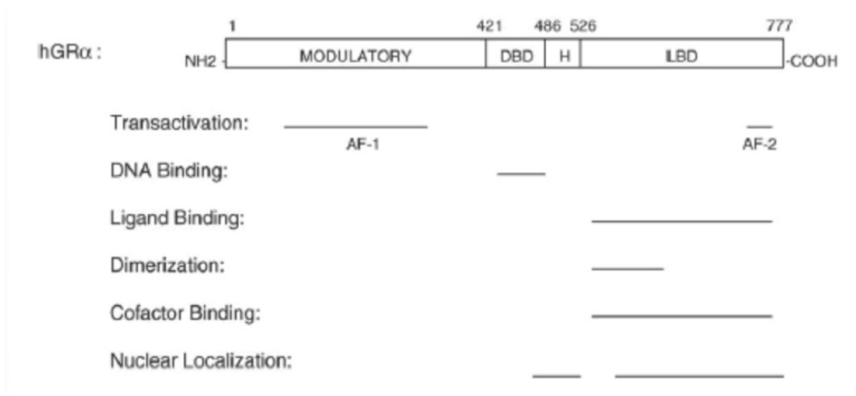 1 421 486 526 777
hGRα: NH2 MODULATORY DBD H LBD -COOH
Transactivation:
AF-1 AF-2
DNA Binding:
Ligand Binding:
Dimerization:
Cofactor Binding:
Nuclear Localization: